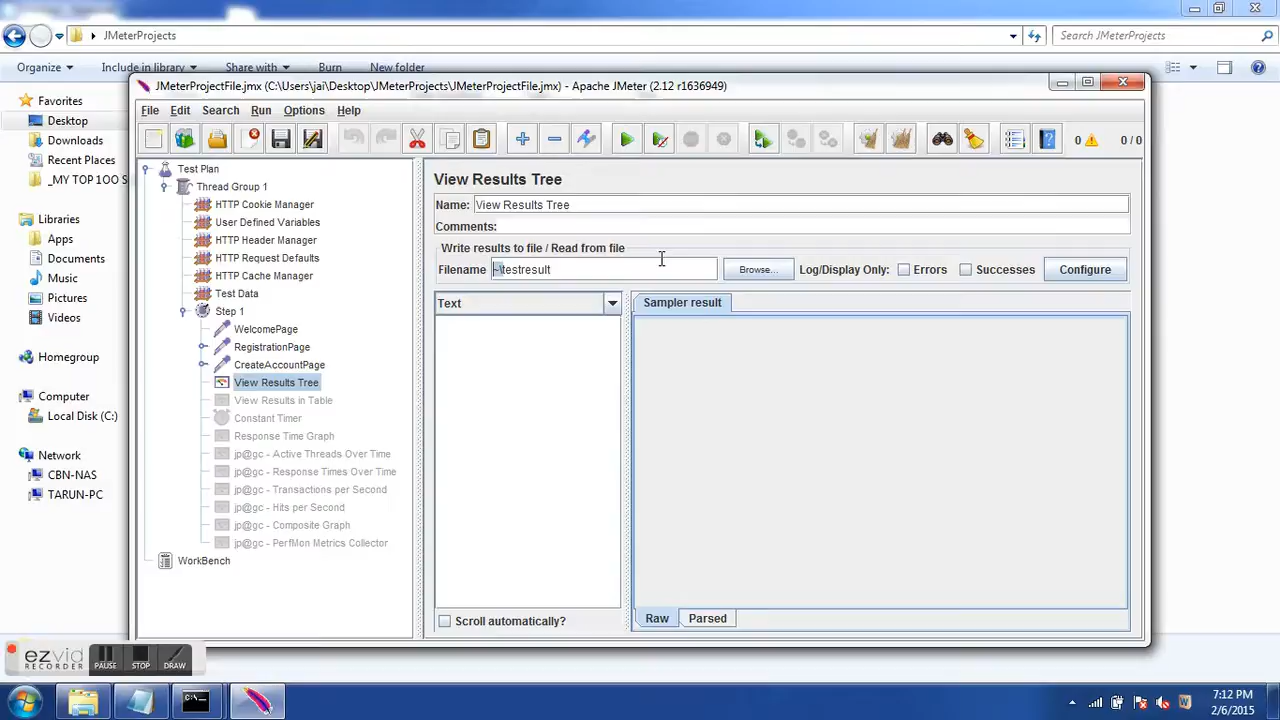 JMeterProjects
Search JMeterProjects
Organize
Include in library
Share with
Burn
New folder
Favorites
Desktop
Downloads
Recent Places
_MY TOP 1OO S
Libraries
Apps
Documents
Music
Pictures
Videos
Homegroup
Computer
Local Disk (C:)
Network
CBN-NAS
TARUN-PC
JMeterProjectFile.jmx (C:\Users\jai\Desktop\JMeterProjects\JMeterProjectFile.jmx) - Apache JMeter (2.12 r1636949)
File Edit Search Run Options Help
0 0 / 0
Test Plan
Thread Group 1
HTTP Cookie Manager
User Defined Variables
HTTP Header Manager
HTTP Request Defaults
HTTP Cache Manager
Test Data
Step 1
WelcomePage
RegistrationPage
CreateAccountPage
View Results Tree
View Results in Table
Constant Timer
Response Time Graph
jp@gc - Active Threads Over Time
jp@gc - Response Times Over Time
jp@gc - Transactions per Second
jp@gc - Hits per Second
jp@gc - Composite Graph
jp@gc - PerfMon Metrics Collector
WorkBench
View Results Tree
Name: View Results Tree
Comments:
Write results to file / Read from file
Filename ~\testresult Browse... Log/Display Only: Errors Successes Configure
Text
Sampler result
Scroll automatically?
Raw Parsed
ezvid
RECORDER
PAUSE STOP DRAW
7:12 PM
2/6/2015